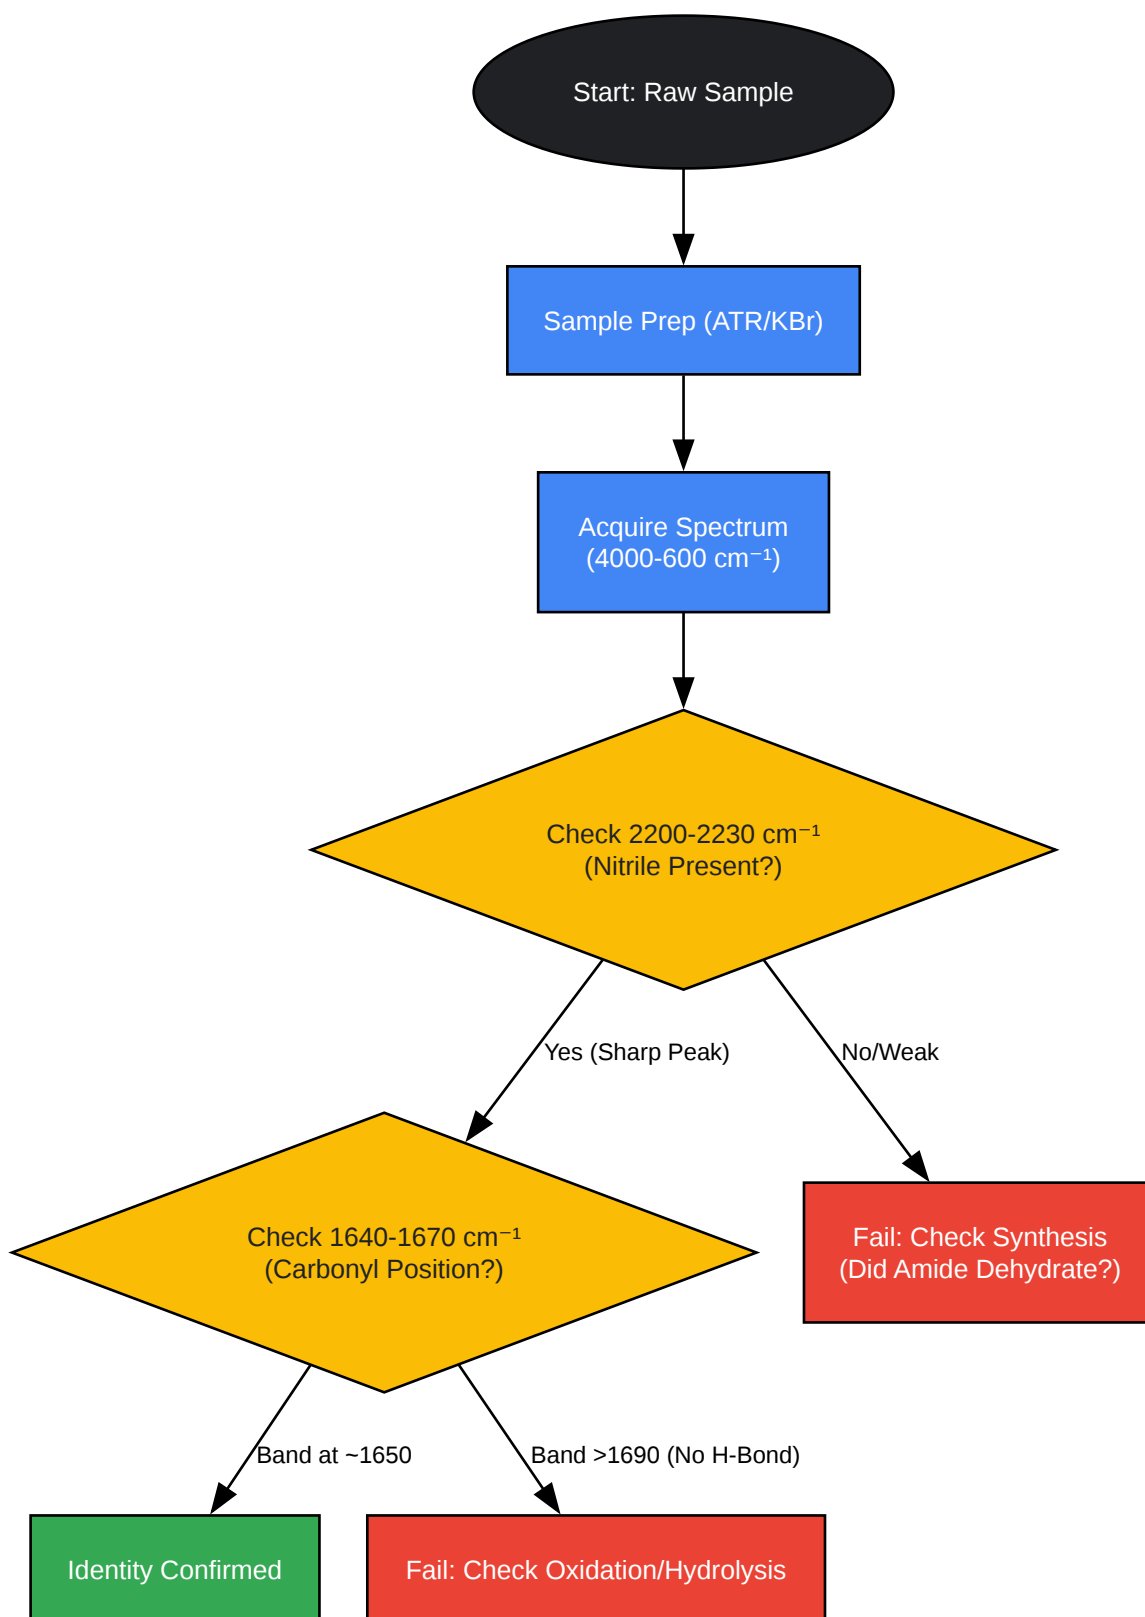 Start: Raw Sample
Sample Prep (ATR/KBr)
Acquire Spectrum
(4000-600 cm⁻¹)
Check 2200-2230 cm⁻¹
(Nitrile Present?)
Yes (Sharp Peak)
No/Weak
Check 1640-1670 cm⁻¹
(Carbonyl Position?)
Fail: Check Synthesis
(Did Amide Dehydrate?)
Band at ~1650
Band >1690 (No H-Bond)
Identity Confirmed
Fail: Check Oxidation/Hydrolysis